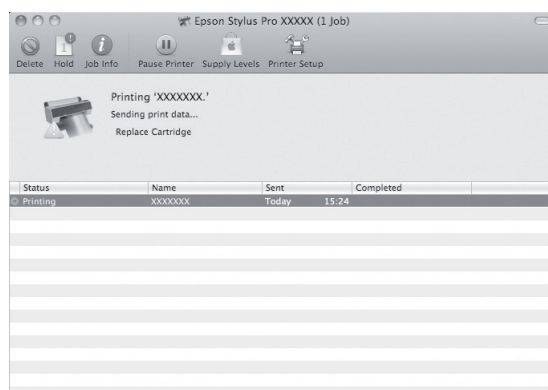 Epson Stylus Pro XXXXX (1 Job)
1
Delete Hold Job Info Pause Printer Supply Levels Printer Setup
Printing ‘XXXXXXX.’
Sending print data...
Replace Cartridge
Status Name Sent Completed
Printing XXXXXXX Today 15:24